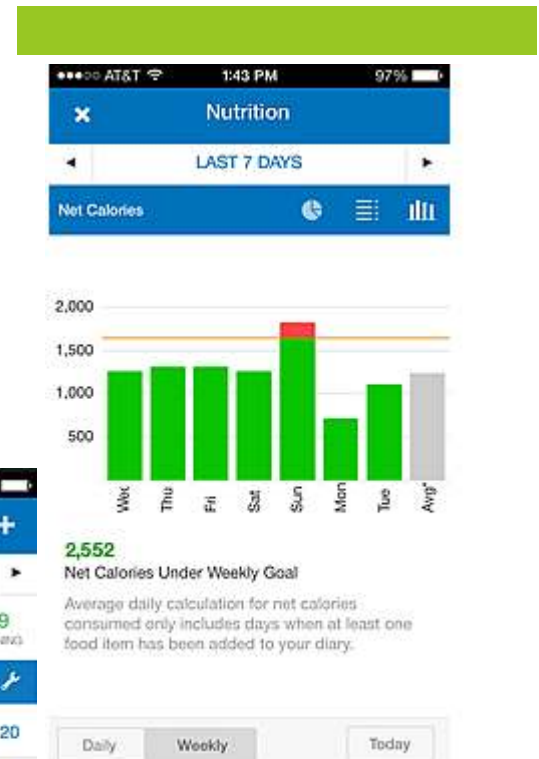 AT&T 1:43 PM 97%
Nutrition
LAST 7 DAYS
Net Calories
2,000
1,500
1,000
500
Wed
Thu
Fri
Sat
Sun
Mon
Tue
Avg*
2,552
Net Calories Under Weekly Goal
Average daily calculation for net calories
consumed only includes days when at least one
food item has been added to your diary.
Daily Weekly Today
+
9
20